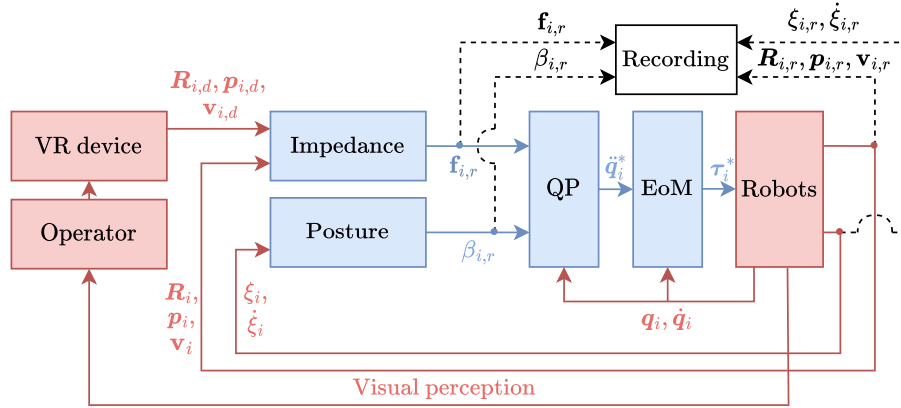 𝐟_{i,r}
ξ_{i,r}, ξ̇_{i,r}
β_{i,r}
Recording
𝑹_{i,r}, 𝒑_{i,r}, 𝐯_{i,r}
𝑹_{i,d}, 𝒑_{i,d},
𝐯_{i,d}
VR device
Impedance
𝐟_{i,r}
QP
q̈_i^*
EoM
τ_i^*
Robots
Operator
Posture
β_{i,r}
𝑹_i,
𝒑_i,
𝐯_i
ξ_i,
ξ̇_i
𝒒_i, 𝒒̇_i
Visual perception